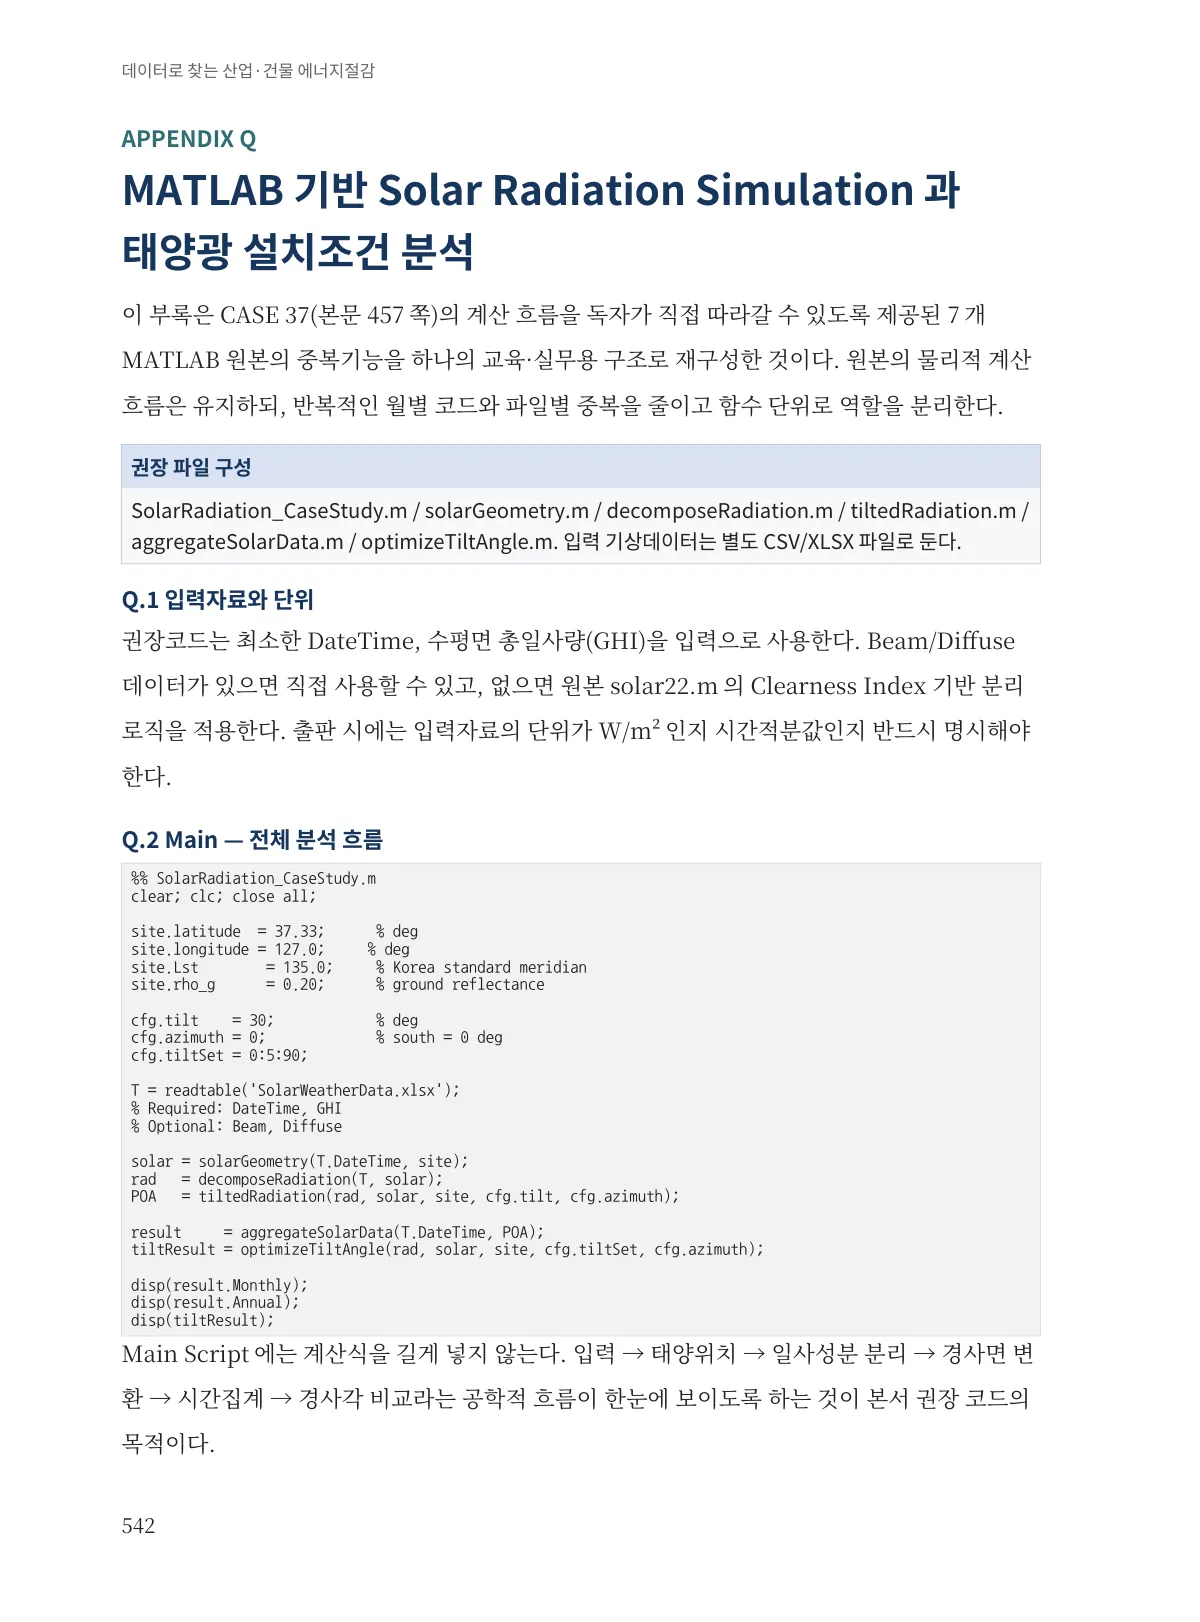 데이터로 찾는 산업·건물 에너지절감
APPENDIX Q
MATLAB 기반 Solar Radiation Simulation 과
태양광 설치조건 분석
이 부록은 CASE 37(본문 457 쪽)의 계산 흐름을 독자가 직접 따라갈 수 있도록 제공된 7 개
MATLAB 원본의 중복기능을 하나의 교육·실무용 구조로 재구성한 것이다. 원본의 물리적 계산
흐름은 유지하되, 반복적인 월별 코드와 파일별 중복을 줄이고 함수 단위로 역할을 분리한다.
권장 파일 구성
SolarRadiation_CaseStudy.m / solarGeometry.m / decomposeRadiation.m / tiltedRadiation.m /
aggregateSolarData.m / optimizeTiltAngle.m. 입력 기상데이터는 별도 CSV/XLSX 파일로 둔다.
Q.1 입력자료와 단위
권장코드는 최소한 DateTime, 수평면 총일사량(GHI)을 입력으로 사용한다. Beam/Diffuse
데이터가 있으면 직접 사용할 수 있고, 없으면 원본 solar22.m 의 Clearness Index 기반 분리
로직을 적용한다. 출판 시에는 입력자료의 단위가 W/m² 인지 시간적분값인지 반드시 명시해야
한다.
Q.2 Main — 전체 분석 흐름
%% SolarRadiation_CaseStudy.m
clear; clc; close all;
site.latitude  = 37.33;      % deg
site.longitude = 127.0;     % deg
site.Lst        = 135.0;     % Korea standard meridian
site.rho_g      = 0.20;      % ground reflectance
cfg.tilt    = 30;            % deg
cfg.azimuth = 0;             % south = 0 deg
cfg.tiltSet = 0:5:90;
T = readtable('SolarWeatherData.xlsx');
% Required: DateTime, GHI
% Optional: Beam, Diffuse
solar = solarGeometry(T.DateTime, site);
rad   = decomposeRadiation(T, solar);
POA   = tiltedRadiation(rad, solar, site, cfg.tilt, cfg.azimuth);
result     = aggregateSolarData(T.DateTime, POA);
tiltResult = optimizeTiltAngle(rad, solar, site, cfg.tiltSet, cfg.azimuth);
disp(result.Monthly);
disp(result.Annual);
disp(tiltResult);
Main Script 에는 계산식을 길게 넣지 않는다. 입력 → 태양위치 → 일사성분 분리 → 경사면 변
환 → 시간집계 → 경사각 비교라는 공학적 흐름이 한눈에 보이도록 하는 것이 본서 권장 코드의
목적이다.
542